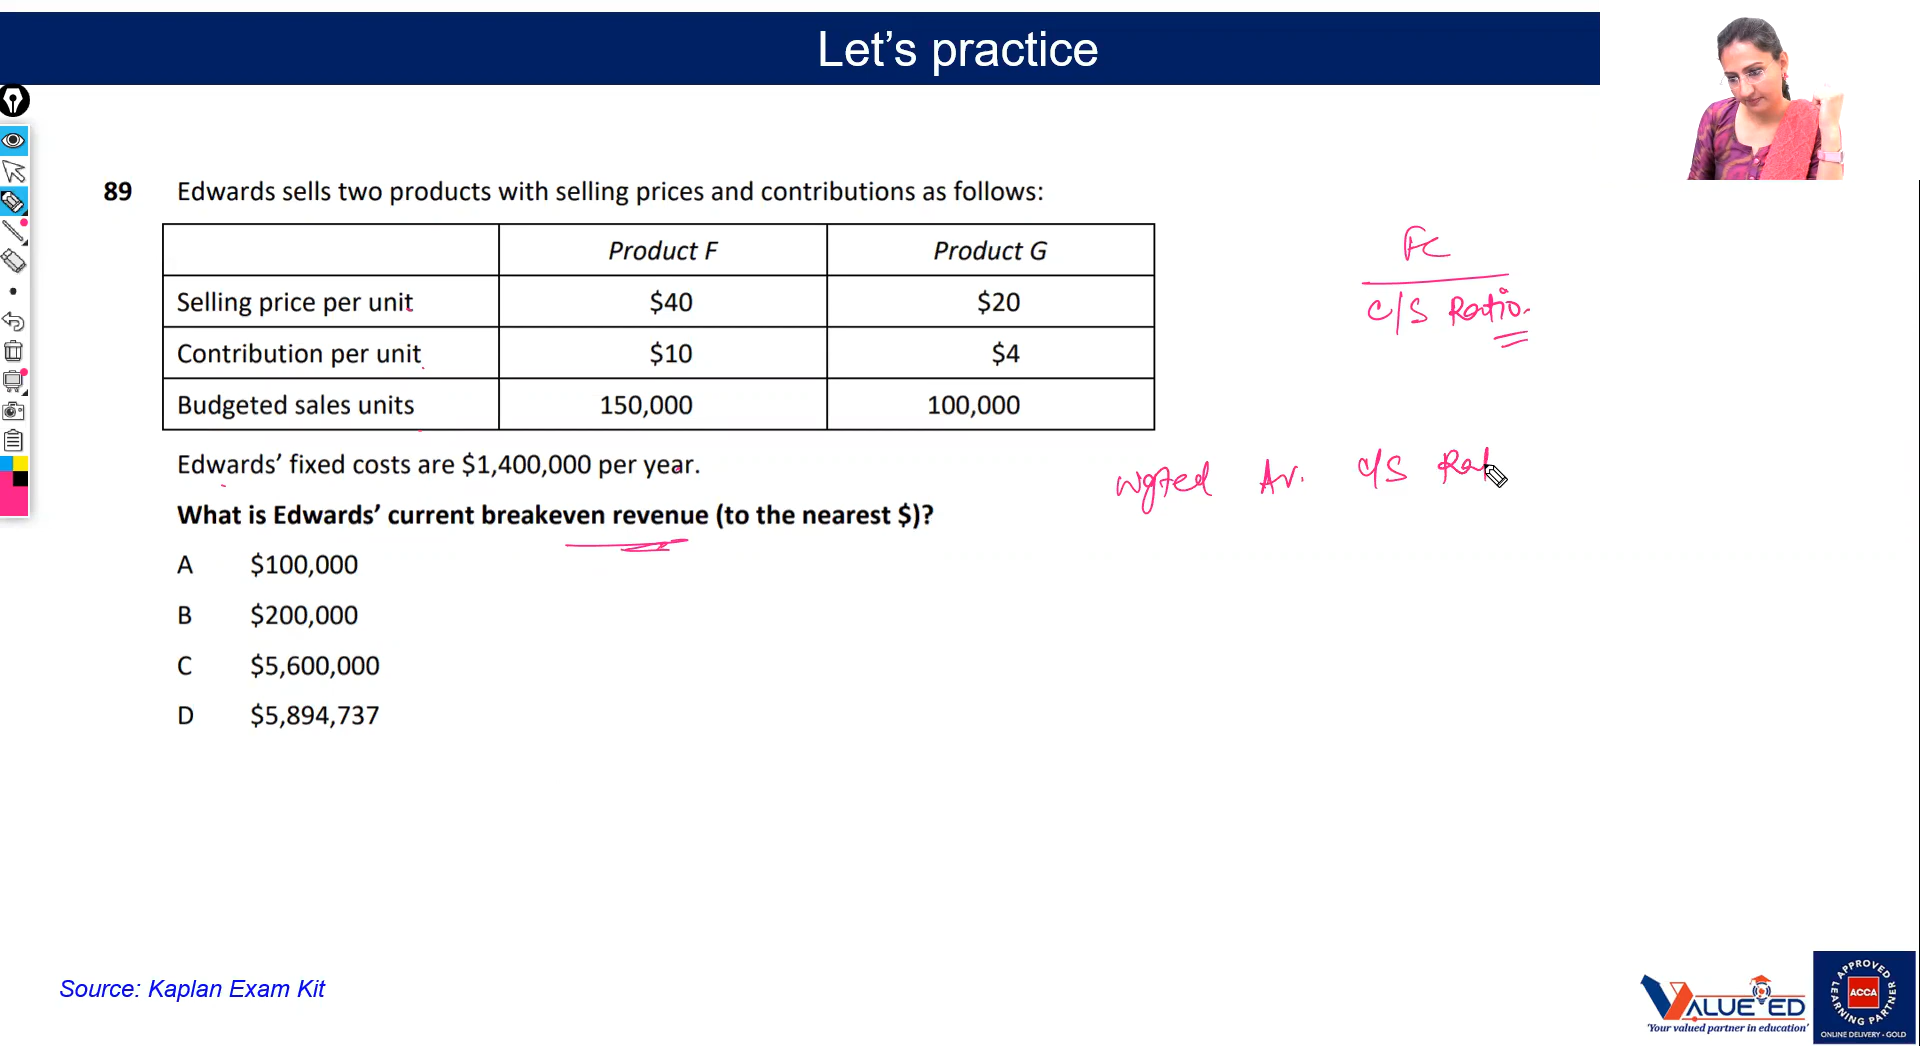 Let's practice
89 Edwards sells two products with selling prices and contributions as follows:
Product F Product G
Selling price per unit $40 $20
Contribution per unit $10 $4
Budgeted sales units 150,000 100,000
Edwards' fixed costs are $1,400,000 per year.
What is Edwards' current breakeven revenue (to the nearest $)?
A $100,000
B $200,000
C $5,600,000
D $5,894,737
FC
C/S Ratio.
wgted Av. C/S Rat
Source: Kaplan Exam Kit
VALUE ED
'Your valued partner in education'
APPROVED
LEARNING PARTNER
ACCA
ONLINE DELIVERY - GOLD